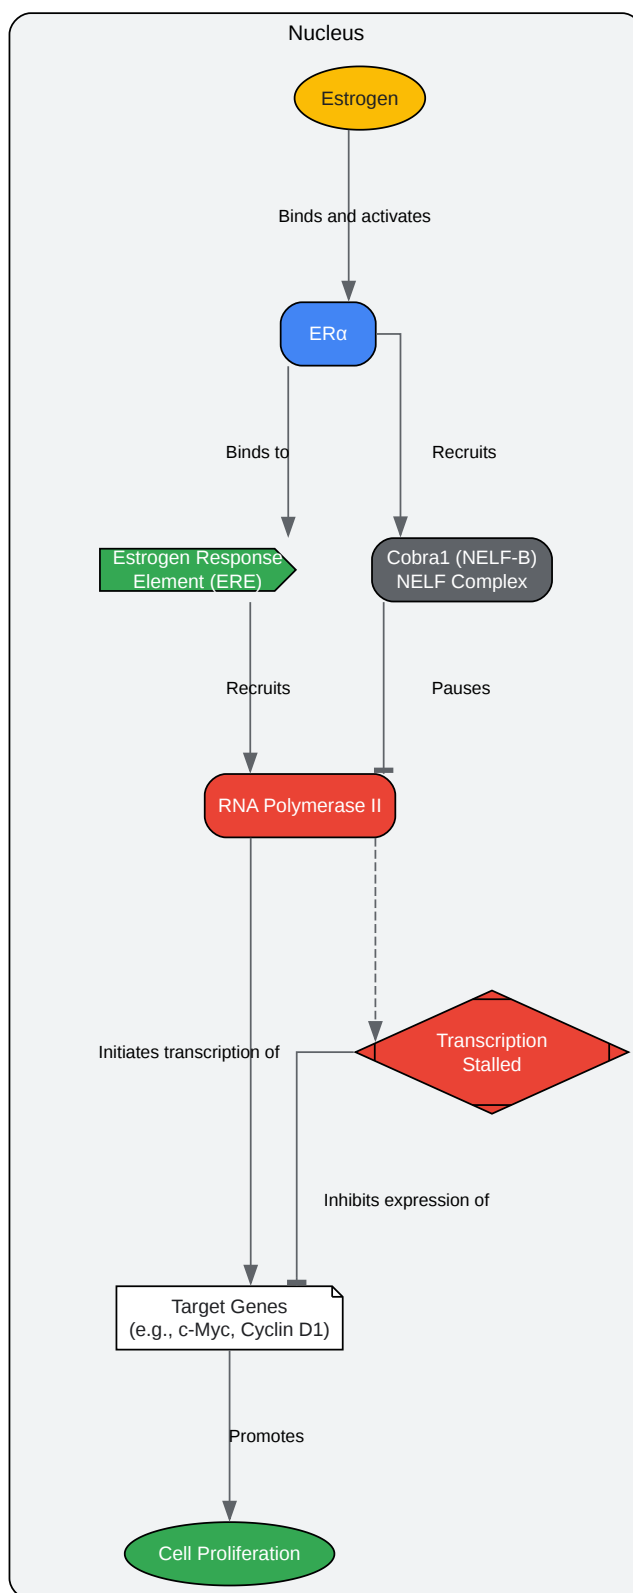 Nucleus
Estrogen
Binds and activates
ERα
Binds to
Recruits
Estrogen Response
Element (ERE)
Cobra1 (NELF-B)
NELF Complex
Recruits
Pauses
RNA Polymerase II
Transcription
Stalled
Initiates transcription of
Inhibits expression of
Target Genes
(e.g., c-Myc, Cyclin D1)
Promotes
Cell Proliferation